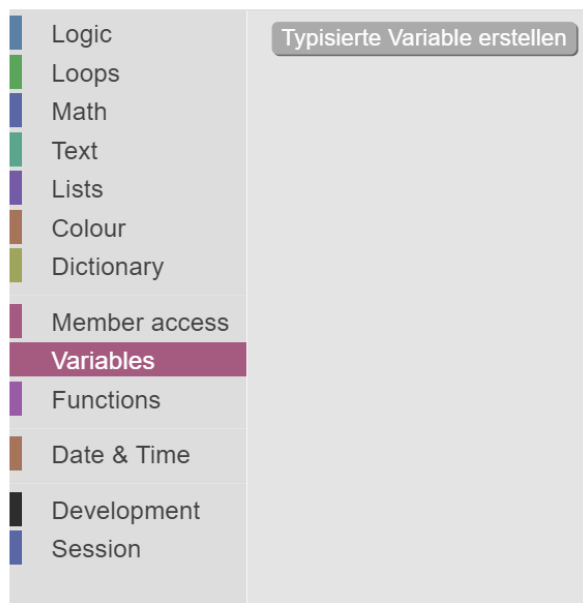 Logic
Loops
Math
Text
Lists
Colour
Dictionary
Member access
Variables
Functions
Date & Time
Development
Session
Typisierte Variable erstellen